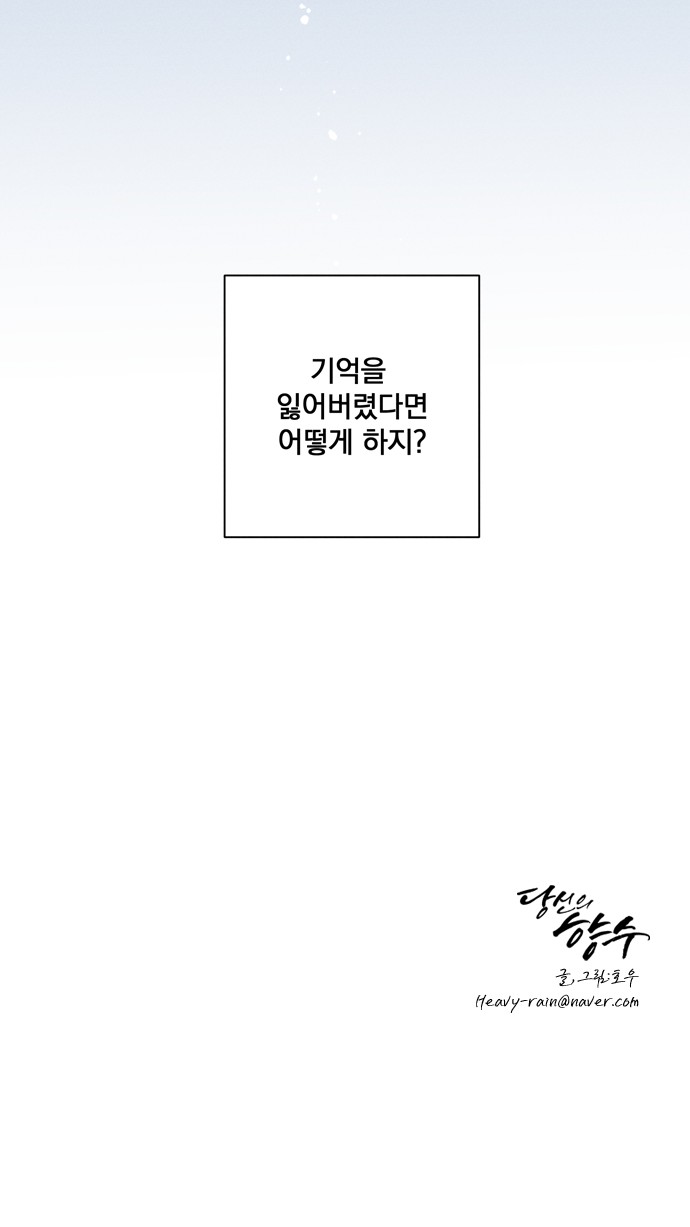 기억을
잃어버렸다면
어떻게 하지?
당신의
향수
글, 그림:호우
Heavy-rain@naver.com